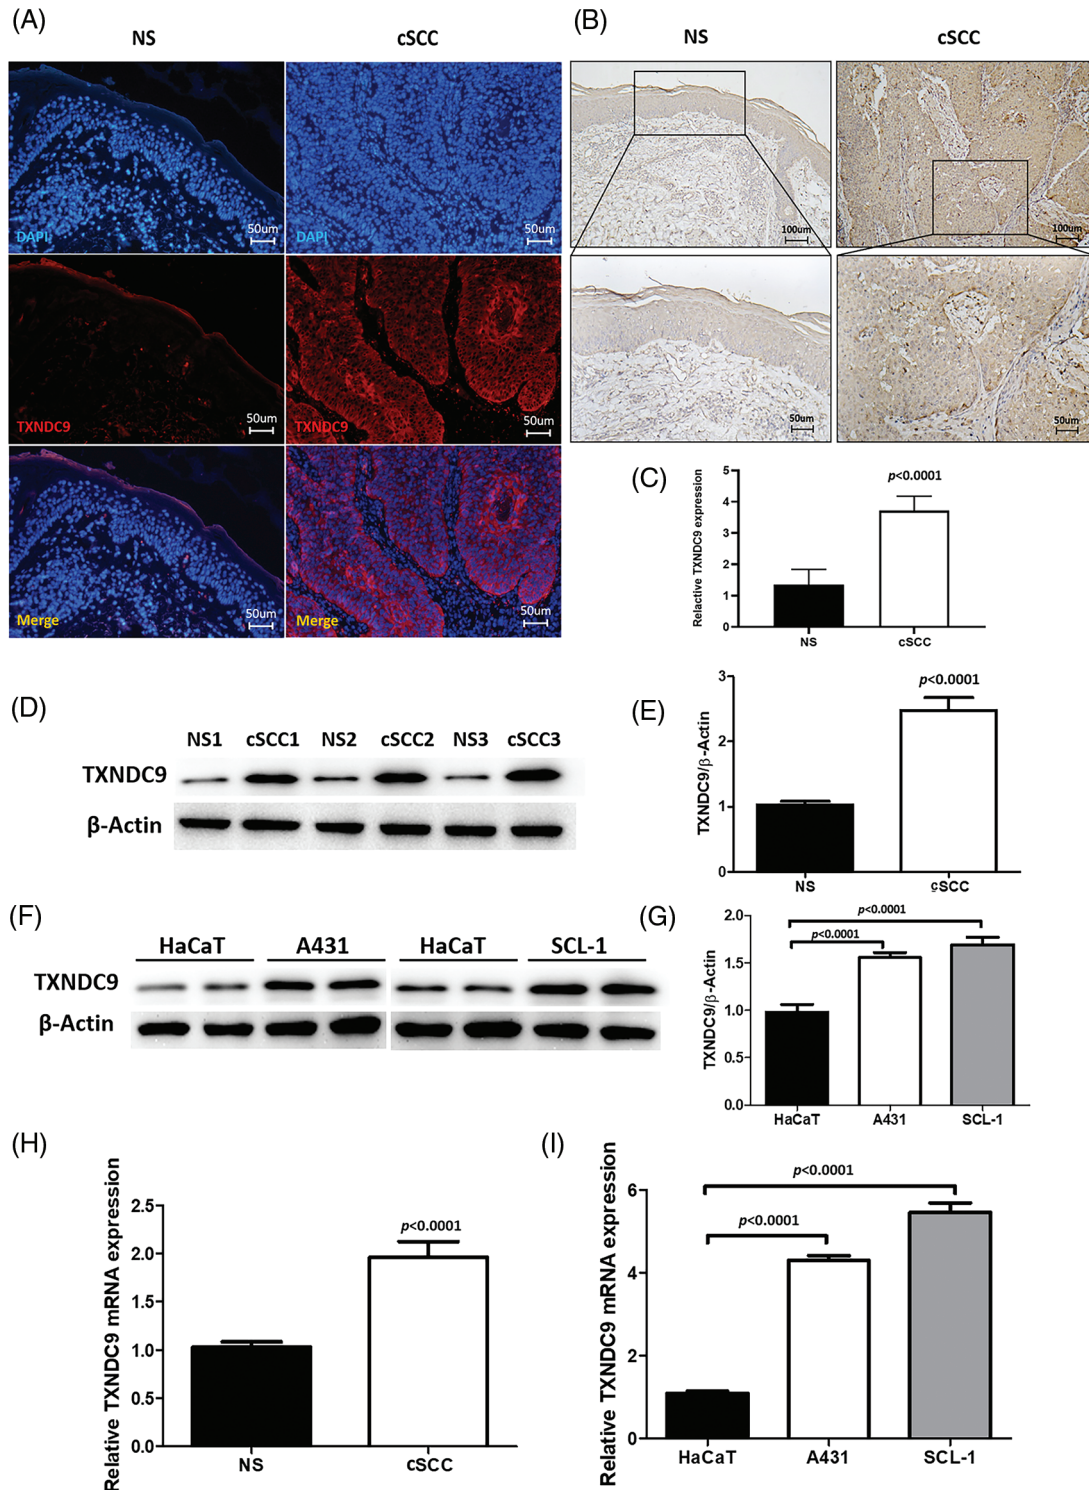 (A)
NS cSCC
DAPI 50um
DAPI 50um
TXNDC9 50um
TXNDC9 50um
Merge 50um
Merge 50um
(B)
NS cSCC
100um
100um
50um
50um
(C)
Relactive TXNDC9 expression
5
4
3
2
1
0
p<0.0001
NS cSCC
(D)
NS1 cSCC1 NS2 cSCC2 NS3 cSCC3
TXNDC9
β-Actin
(E)
TXNDC9/β-Actin
3
2
1
0
p<0.0001
NS cSCC
(F)
HaCaT A431 HaCaT SCL-1
TXNDC9
β-Actin
(G)
TXNDC9/β-Actin
2.0
1.5
1.0
0.5
0.0
p<0.0001
p<0.0001
HaCaT A431 SCL-1
(H)
Relative TXNDC9 mRNA expression
2.5
2.0
1.5
1.0
0.5
0.0
p<0.0001
NS cSCC
(I)
Relative TXNDC9 mRNA expression
6
4
2
0
p<0.0001
p<0.0001
HaCaT A431 SCL-1